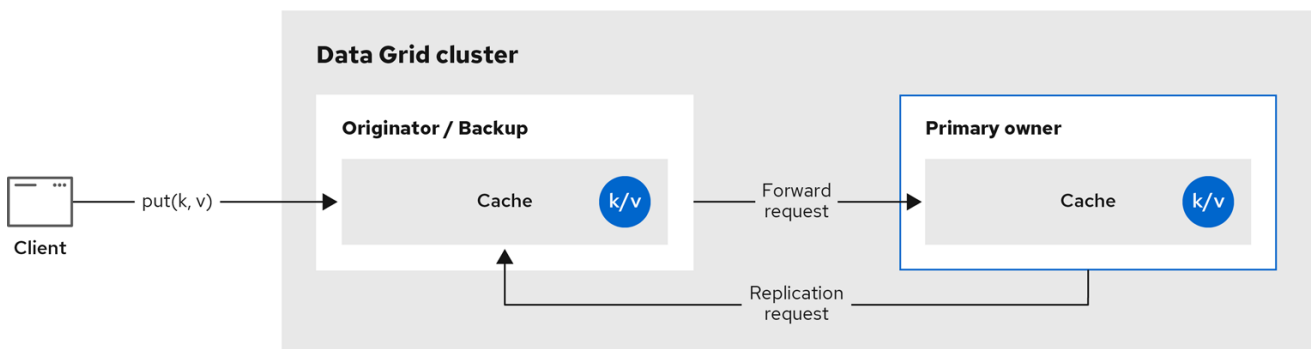 Data Grid cluster
Originator / Backup
Primary owner
Client
put(k, v)
Cache
k/v
Forward
request
Cache
k/v
Replication
request